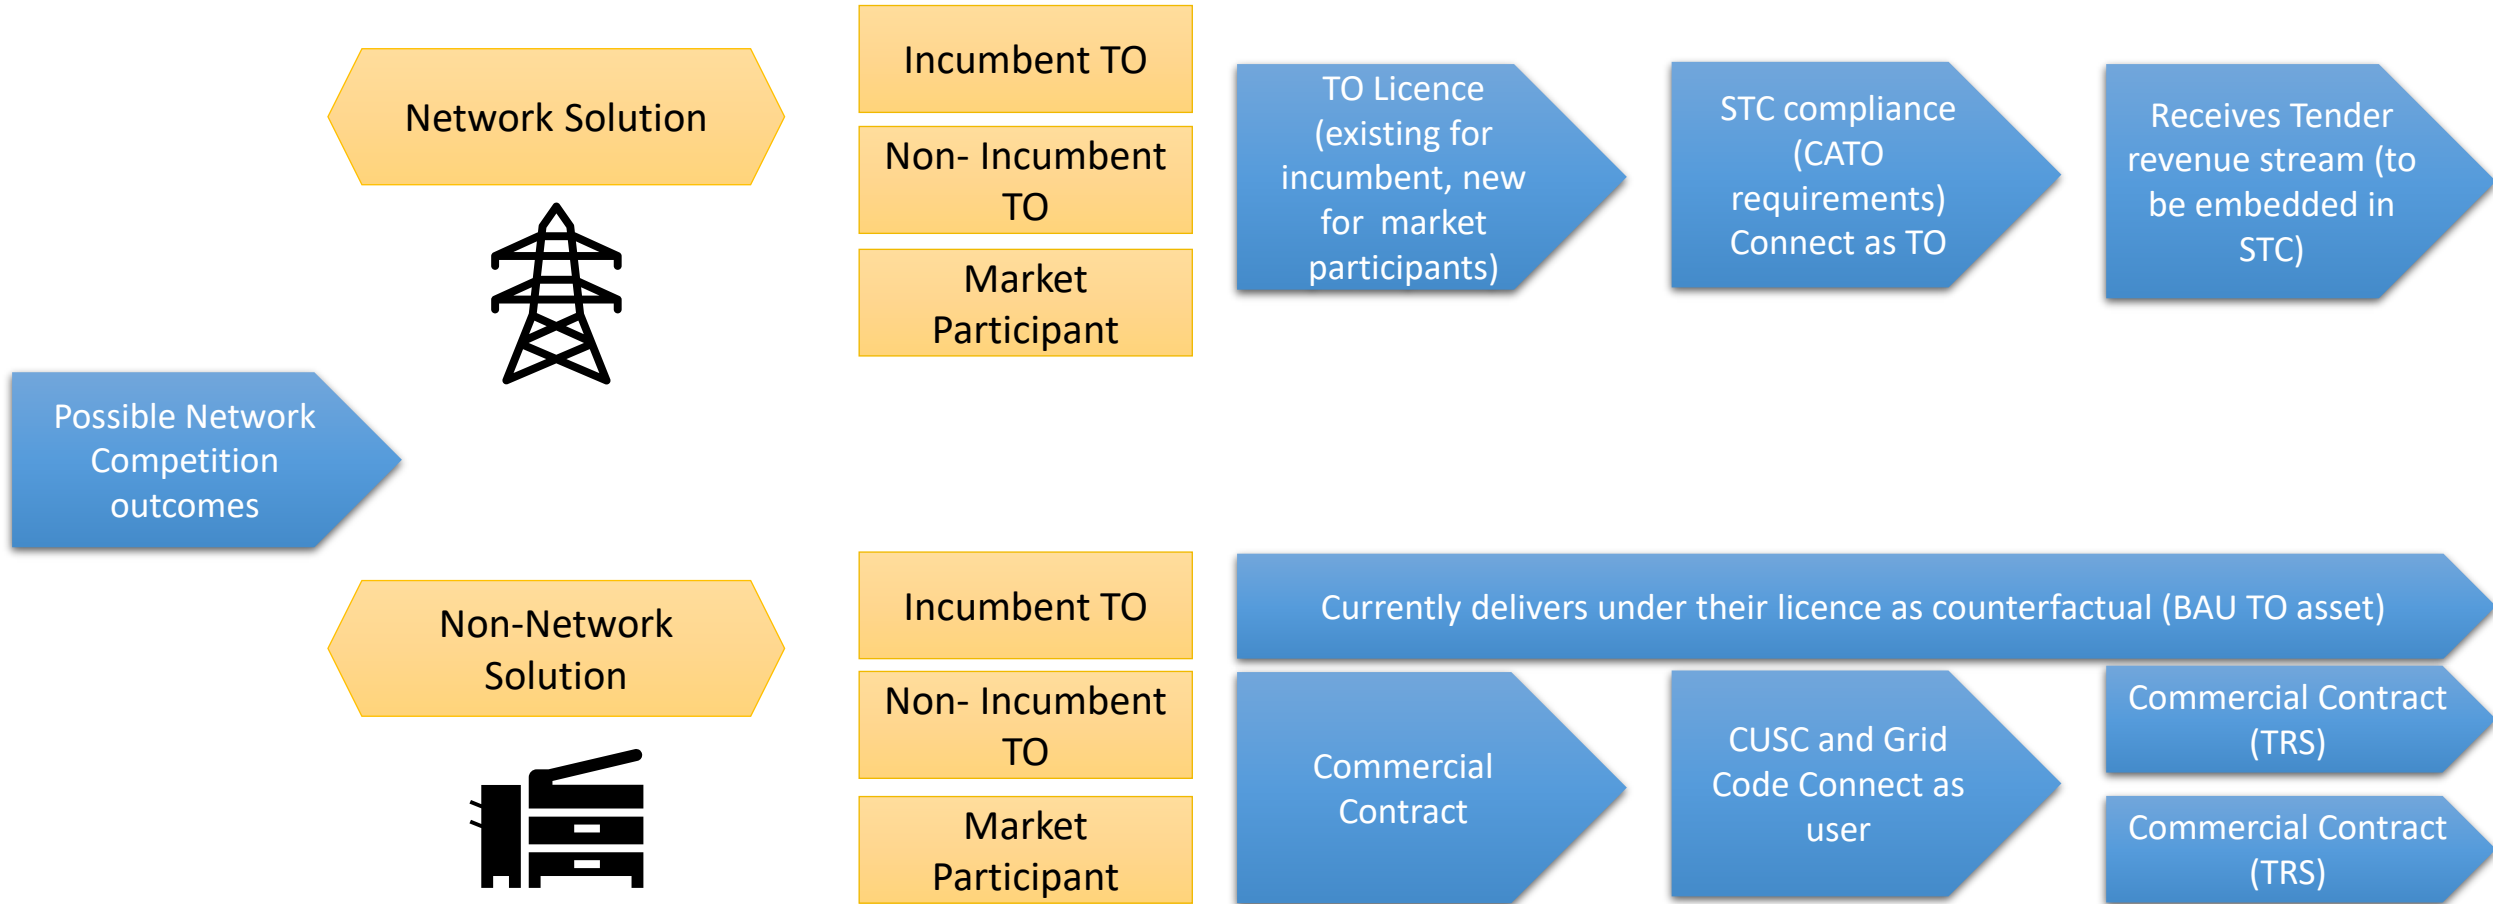 Possible Network
Competition
outcomes
Network Solution
Incumbent TO
Non- Incumbent
TO
Market
Participant
TO Licence
(existing for
incumbent, new
for  market
participants)
STC compliance
(CATO
requirements)
Connect as TO
Receives Tender
revenue stream (to
be embedded in
STC)
Non-Network
Solution
Incumbent TO
Non- Incumbent
TO
Market
Participant
Currently delivers under their licence as counterfactual (BAU TO asset)
Commercial
Contract
CUSC and Grid
Code Connect as
user
Commercial Contract
(TRS)
Commercial Contract
(TRS)